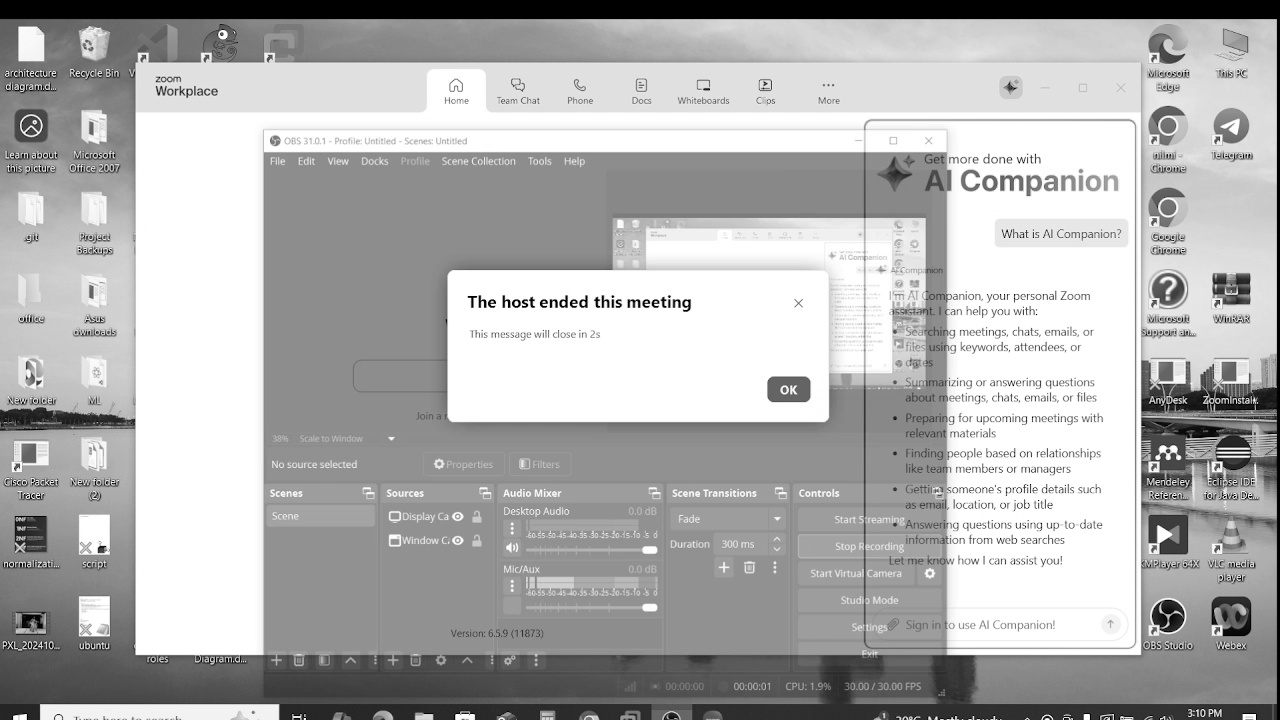 architecture
diagram.d...
Recycle Bin
Learn about
this picture
Microsoft
Office 2007
.git
Project
Backups
office
Asus
dwnloads
New folder
ML
Cisco Packet
Tracer
New folder
(2)
normalizati...
script
PXL_202410...
ubuntu
roles
Diagram.d...
zoom
Workplace
Home
Team Chat
Phone
Docs
Whiteboards
Clips
More
OBS 31.0.1 - Profile: Untitled - Scenes: Untitled
File Edit View Docks Profile Scene Collection Tools Help
The host ended this meeting
This message will close in 2s
OK
Join a
38% Scale to Window
No source selected
Properties
Filters
Scenes
Scene
Sources
Display Ca
Window Ca
Audio Mixer
Desktop Audio 0.0 dB
-60-55-50-45-40-35-30-25-20-15-10-5 0
Mic/Aux 0.0 dB
-60-55-50-45-40-35-30-25-20-15-10-5 0
Version: 6.5.9 (11873)
Scene Transitions
Fade
Duration 300 ms
Controls
Start Streaming
Stop Recording
Start Virtual Camera
Studio Mode
Settings
Exit
00:00:00
00:00:01
CPU: 1.9%
30.00 / 30.00 FPS
Get more done with
AI Companion
What is AI Companion?
AI Companion
I'm AI Companion, your personal Zoom
assistant. I can help you with:
• Searching meetings, chats, emails, or
files using keywords, attendees, or
dates
• Summarizing or answering questions
about meetings, chats, emails, or files
• Preparing for upcoming meetings with
relevant materials
• Finding people based on relationships
like team members or managers
• Getting someone's profile details such
as email, location, or job title
• Answering questions using up-to-date
information from web searches
Let me know how I can assist you!
Sign in to use AI Companion!
Microsoft
Edge
This PC
nilmi -
Chrome
Telegram
Google
Chrome
Microsoft
Support an...
WinRAR
AnyDesk
ZoomInstalk...
Mendeley
Referen...
Eclipse IDE
for Java De...
KMPlayer 64X
VLC media
player
OBS Studio
Webex
Type here to search
Mostly cloudy
3:10 PM